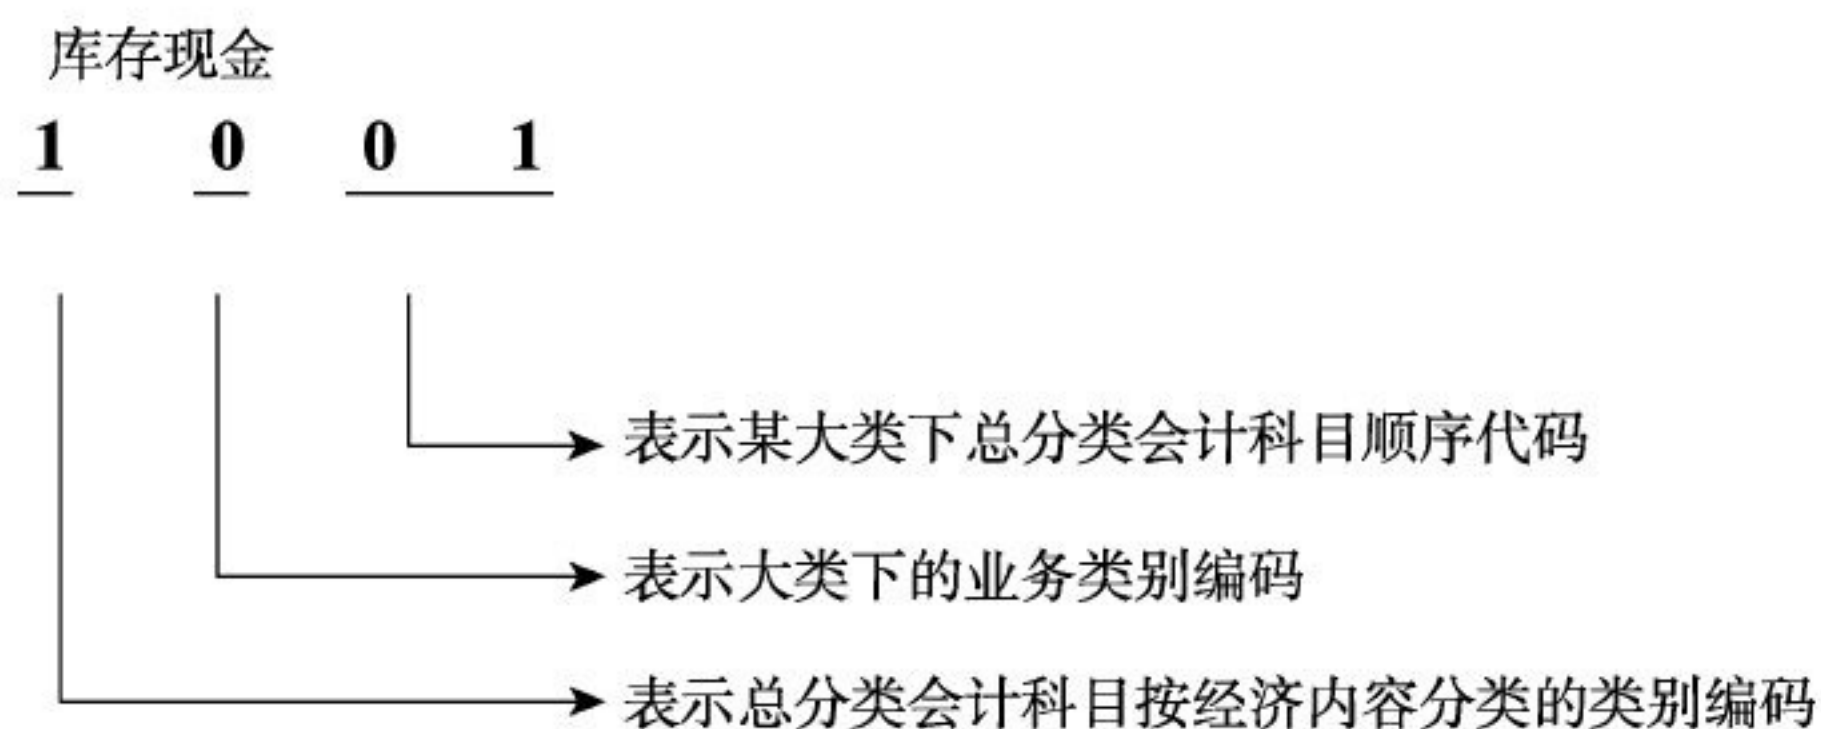 库存现金
1 0 0 1
表示某大类下总分类会计科目顺序代码
表示大类下的业务类别编码
表示总分类会计科目按经济内容分类的类别编码